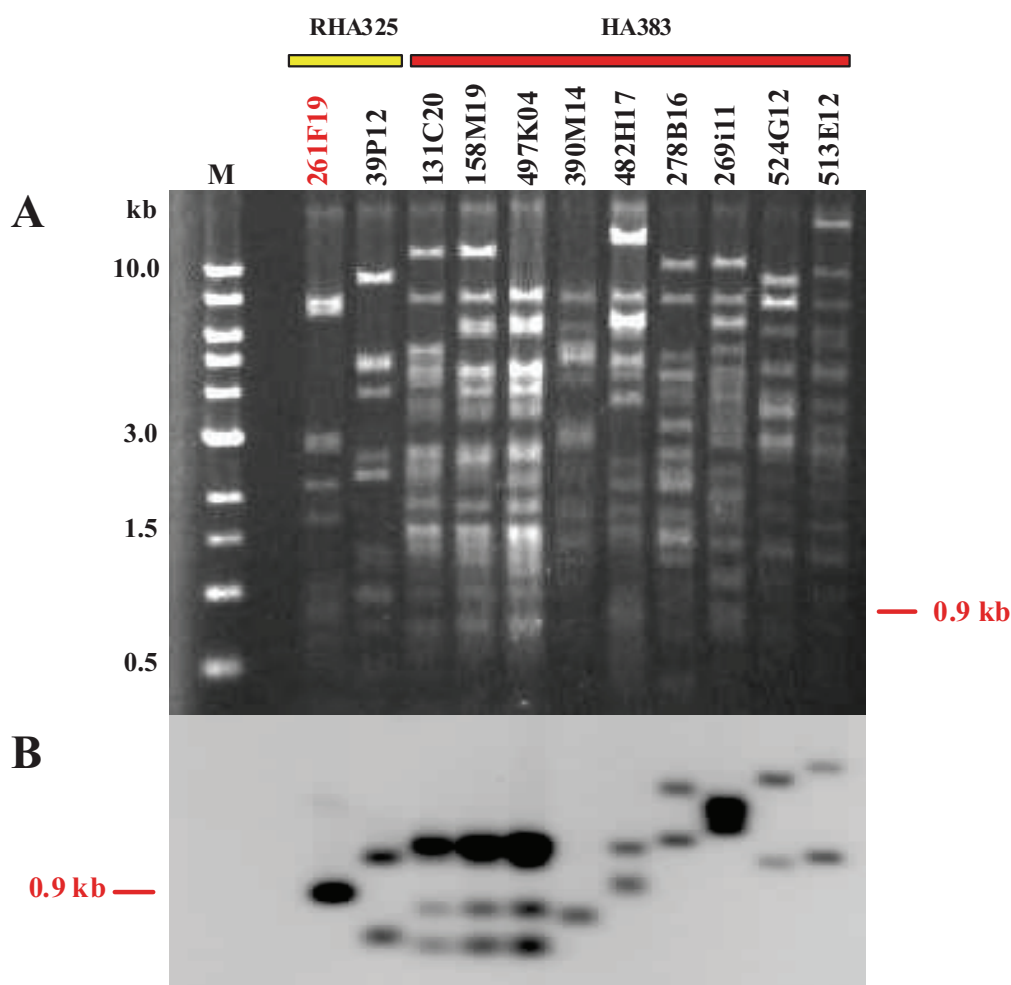 RHA325 HA383
M 261F19 39P12 131C20 158M19 497K04 390M14 482H17 278B16 269i11 524G12 513E12
A kb
10.0
3.0
1.5
0.9 kb
0.5
B
0.9 kb